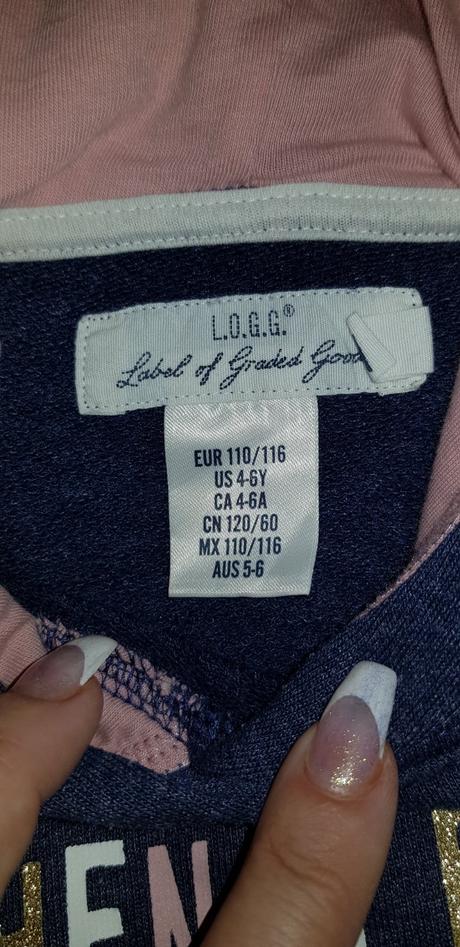 L.O.G.G.®
Label of Graded
EUR 110/116
US 4-6Y
CA 4-6A
CN 120/60
MX 110/116
AUS 5-6
HEN